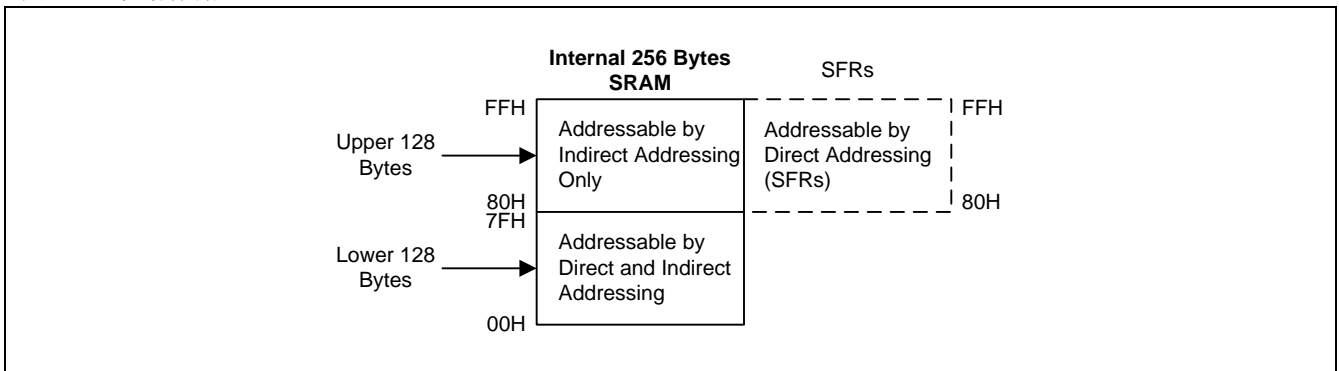 Internal 256 Bytes
SRAM
SFRs
FFH
FFH
Upper 128
Bytes
Addressable by
Indirect Addressing
Only
Addressable by
Direct Addressing
(SFRs)
80H
80H
7FH
Lower 128
Bytes
Addressable by
Direct and Indirect
Addressing
00H